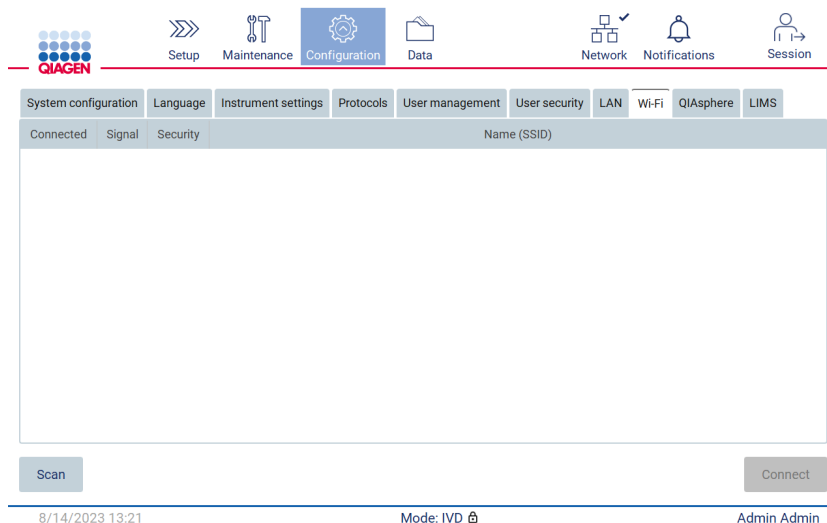 QIAGEN
Setup Maintenance Configuration Data Network Notifications Session
System configuration Language Instrument settings Protocols User management User security LAN Wi-Fi QIAsphere LIMS
Connected Signal Security Name (SSID)
Scan Connect
8/14/2023 13:21 Mode: IVD Admin Admin